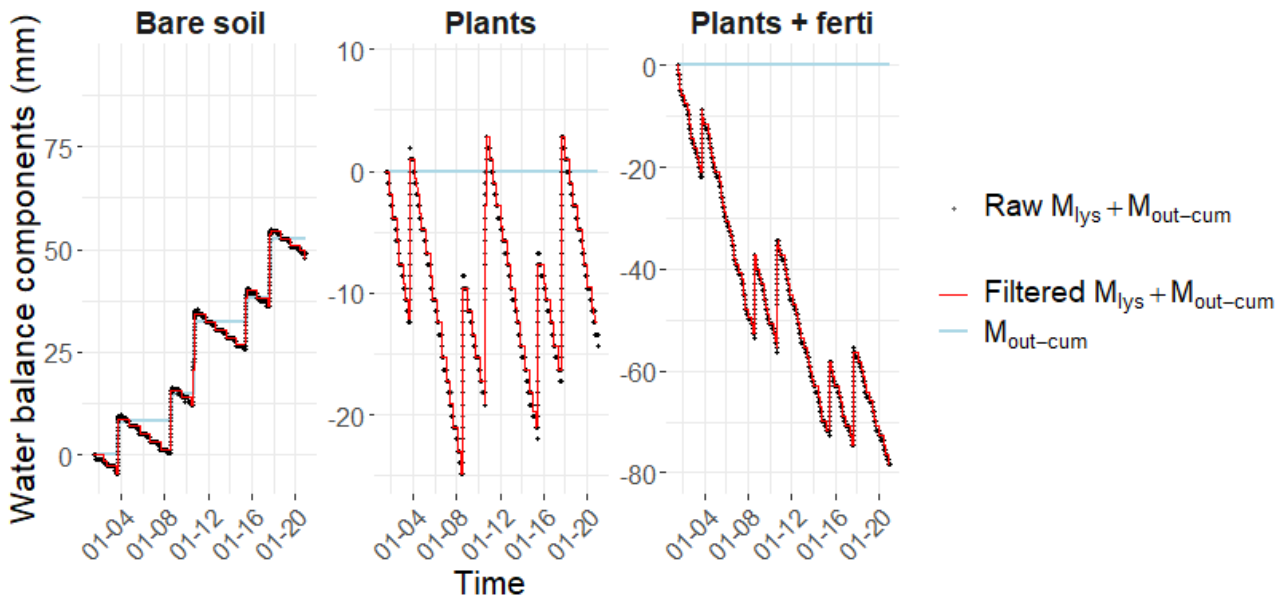 Bare soil
Plants
Plants + ferti
Water balance components (mm)
75
50
25
0
10
0
-10
-20
0
-20
-40
-60
-80
01-04 01-08 01-12 01-16 01-20
01-04 01-08 01-12 01-16 01-20
01-04 01-08 01-12 01-16 01-20
Time
Raw Mlys + Mout−cum
Filtered Mlys + Mout−cum
Mout−cum